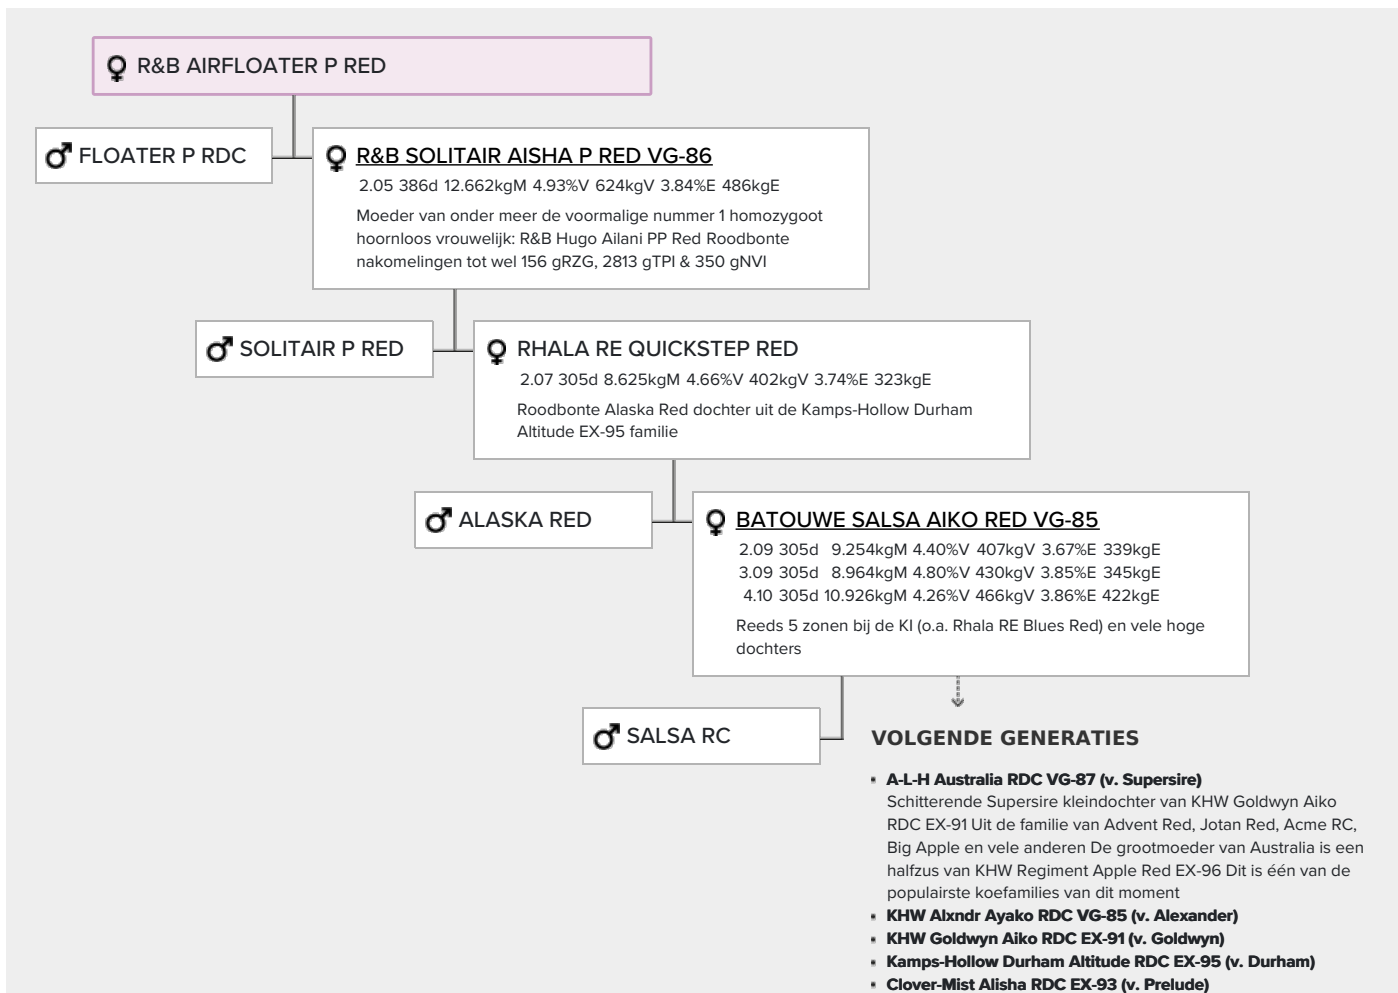 R&B AIRFLOATER P RED
FLOATER P RDC
R&B SOLITAIR AISHA P RED VG-86
2.05 386d 12.662kgM 4.93%V 624kgV 3.84%E 486kgE
Moeder van onder meer de voormalige nummer 1 homozygoot
hoornloos vrouwelijk: R&B Hugo Ailani PP Red Roodbonte
nakomelingen tot wel 156 gRZG, 2813 gTPI & 350 gNVI
SOLITAIR P RED
RHALA RE QUICKSTEP RED
2.07 305d 8.625kgM 4.66%V 402kgV 3.74%E 323kgE
Roodbonte Alaska Red dochter uit de Kamps-Hollow Durham
Altitude EX-95 familie
ALASKA RED
BATOUWE SALSA AIKO RED VG-85
2.09 305d 9.254kgM 4.40%V 407kgV 3.67%E 339kgE
3.09 305d 8.964kgM 4.80%V 430kgV 3.85%E 345kgE
4.10 305d 10.926kgM 4.26%V 466kgV 3.86%E 422kgE
Reeds 5 zonen bij de KI (o.a. Rhala RE Blues Red) en vele hoge
dochters
SALSA RC
VOLGENDE GENERATIES
▪ A-L-H Australia RDC VG-87 (v. Supersire)
Schitterende Supersire kleindochter van KHW Goldwyn Aiko
RDC EX-91 Uit de familie van Advent Red, Jotan Red, Acme RC,
Big Apple en vele anderen De grootmoeder van Australia is een
halfzus van KHW Regiment Apple Red EX-96 Dit is één van de
populairste koefamilies van dit moment
▪ KHW Alxndr Ayako RDC VG-85 (v. Alexander)
▪ KHW Goldwyn Aiko RDC EX-91 (v. Goldwyn)
▪ Kamps-Hollow Durham Altitude RDC EX-95 (v. Durham)
▪ Clover-Mist Alisha RDC EX-93 (v. Prelude)